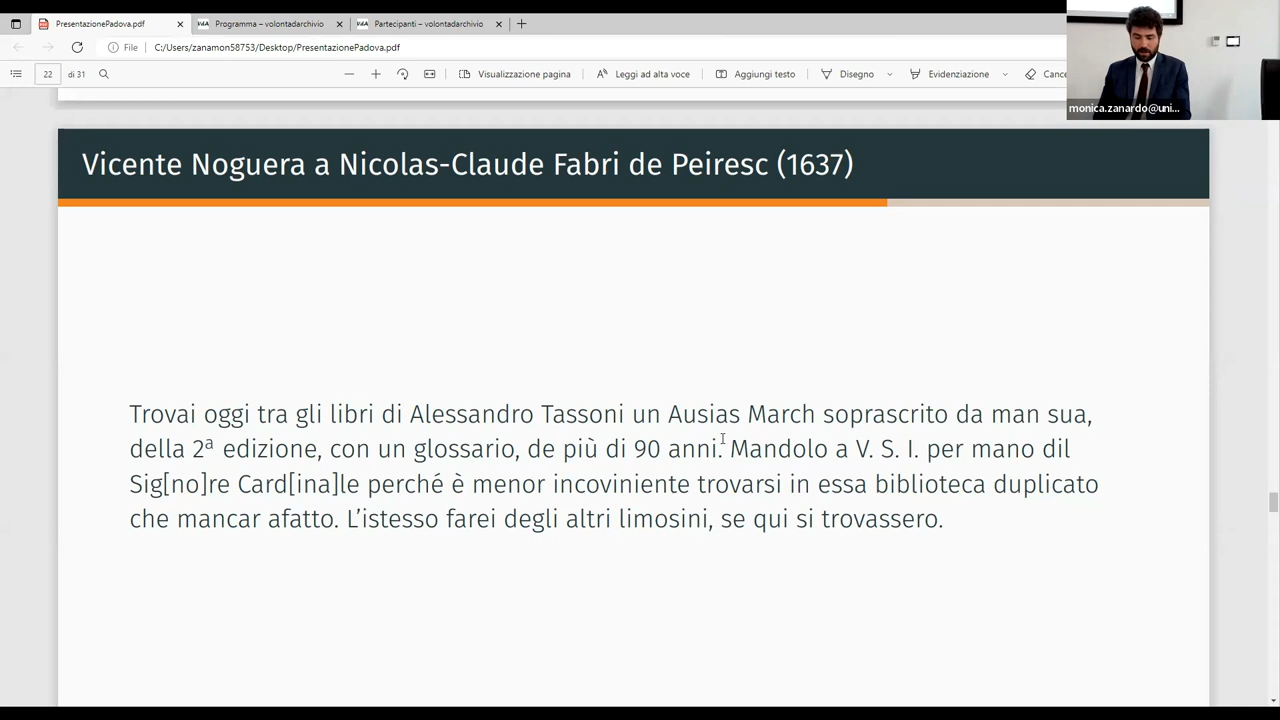 PresentazionePadova.pdf
Programma – volontadarchivio
Partecipanti – volontadarchivio
File
C:/Users/zanamon58753/Desktop/PresentazionePadova.pdf
22
di 31
Visualizzazione pagina
Leggi ad alta voce
Aggiungi testo
Disegno
Evidenziazione
Cance
monica.zanardo@uni...
Vicente Noguera a Nicolas-Claude Fabri de Peiresc (1637)
Trovai oggi tra gli libri di Alessandro Tassoni un Ausias March soprascrito da man sua,
della 2ª edizione, con un glossario, de più di 90 anni. Mandolo a V. S. I. per mano dil
Sig[no]re Card[ina]le perché è menor incoviniente trovarsi in essa biblioteca duplicato
che mancar afatto. L’istesso farei degli altri limosini, se qui si trovassero.